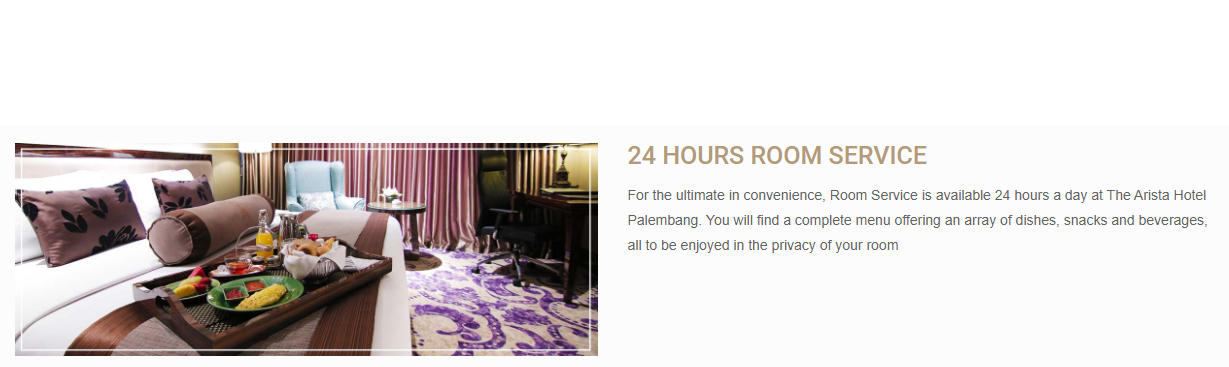 24 HOURS ROOM SERVICE
For the ultimate in convenience, Room Service is available 24 hours a day at The Arista Hotel
Palembang. You will find a complete menu offering an array of dishes, snacks and beverages,
all to be enjoyed in the privacy of your room